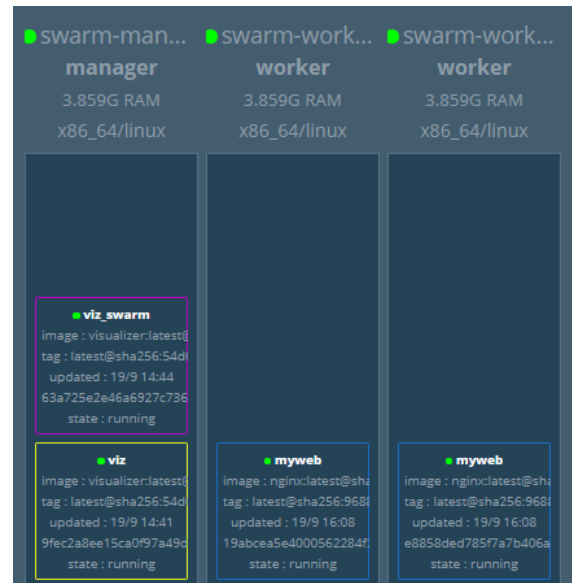 swarm-man...
manager
3.859G RAM
x86_64/linux
viz_swarm
image : visualizer:latest@
tag : latest@sha256:54d
updated : 19/9 14:44
63a725e2e46a6927c736
state : running
viz
image : visualizer:latest@
tag : latest@sha256:54d
updated : 19/9 14:41
9fec2a8ee15ca0f97a49d
state : running
swarm-work...
worker
3.859G RAM
x86_64/linux
myweb
image : nginx:latest@sha
tag : latest@sha256:968
updated : 19/9 16:08
19abcea5e4000562284f
state : running
swarm-work...
worker
3.859G RAM
x86_64/linux
myweb
image : nginx:latest@sha
tag : latest@sha256:968
updated : 19/9 16:08
e8858ded785f7a7b406a
state : running